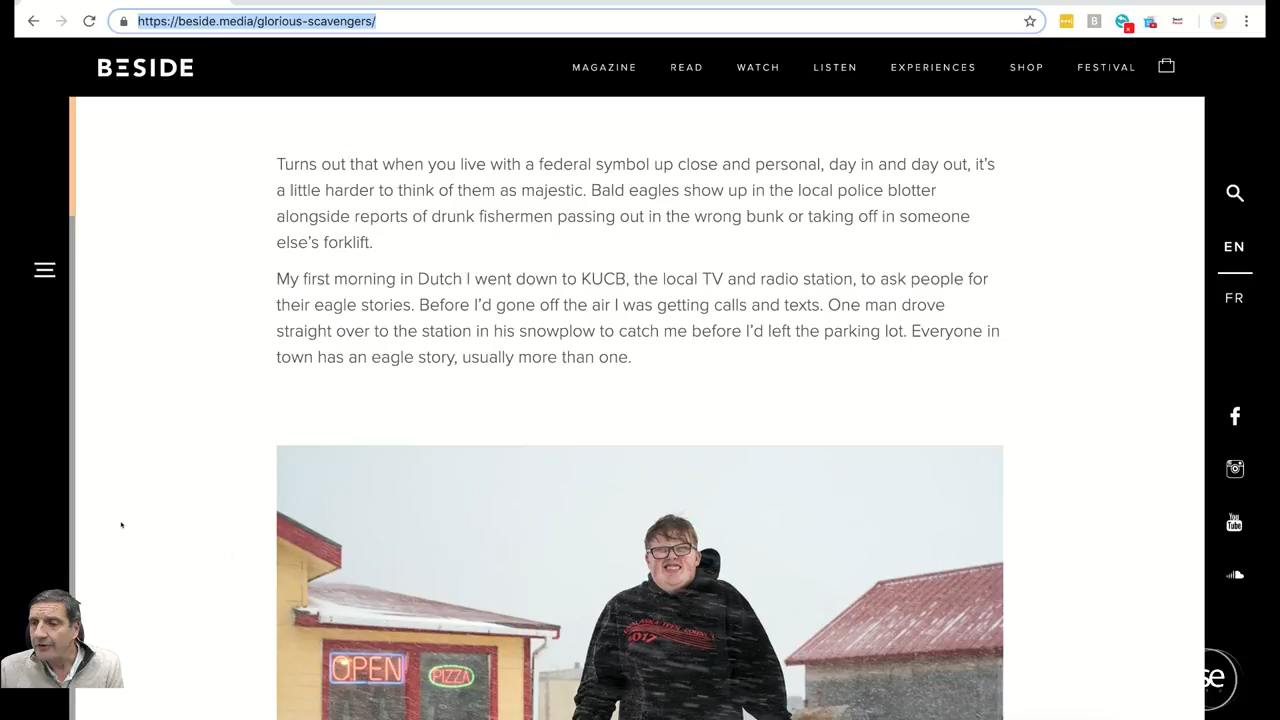 https://beside.media/glorious-scavengers/
BESIDE
MAGAZINE READ WATCH LISTEN EXPERIENCES SHOP FESTIVAL
Turns out that when you live with a federal symbol up close and personal, day in and day out, it's
a little harder to think of them as majestic. Bald eagles show up in the local police blotter
alongside reports of drunk fishermen passing out in the wrong bunk or taking off in someone
else's forklift.
My first morning in Dutch I went down to KUCB, the local TV and radio station, to ask people for
their eagle stories. Before I'd gone off the air I was getting calls and texts. One man drove
straight over to the station in his snowplow to catch me before I'd left the parking lot. Everyone in
town has an eagle story, usually more than one.
EN
FR
You
Tube
OPEN
PIZZA
2017
se